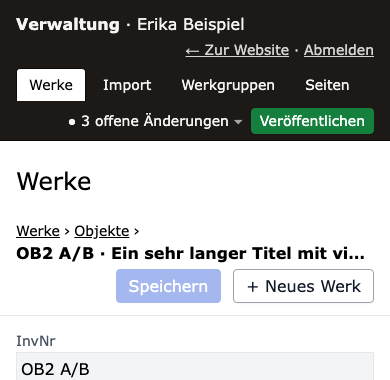 Verwaltung · Erika Beispiel
← Zur Website · Abmelden
Werke Import Werkgruppen Seiten
● 3 offene Änderungen ▾ Veröffentlichen
Werke
Werke › Objekte ›
OB2 A/B · Ein sehr langer Titel mit vi...
Speichern + Neues Werk
InvNr
OB2 A/B